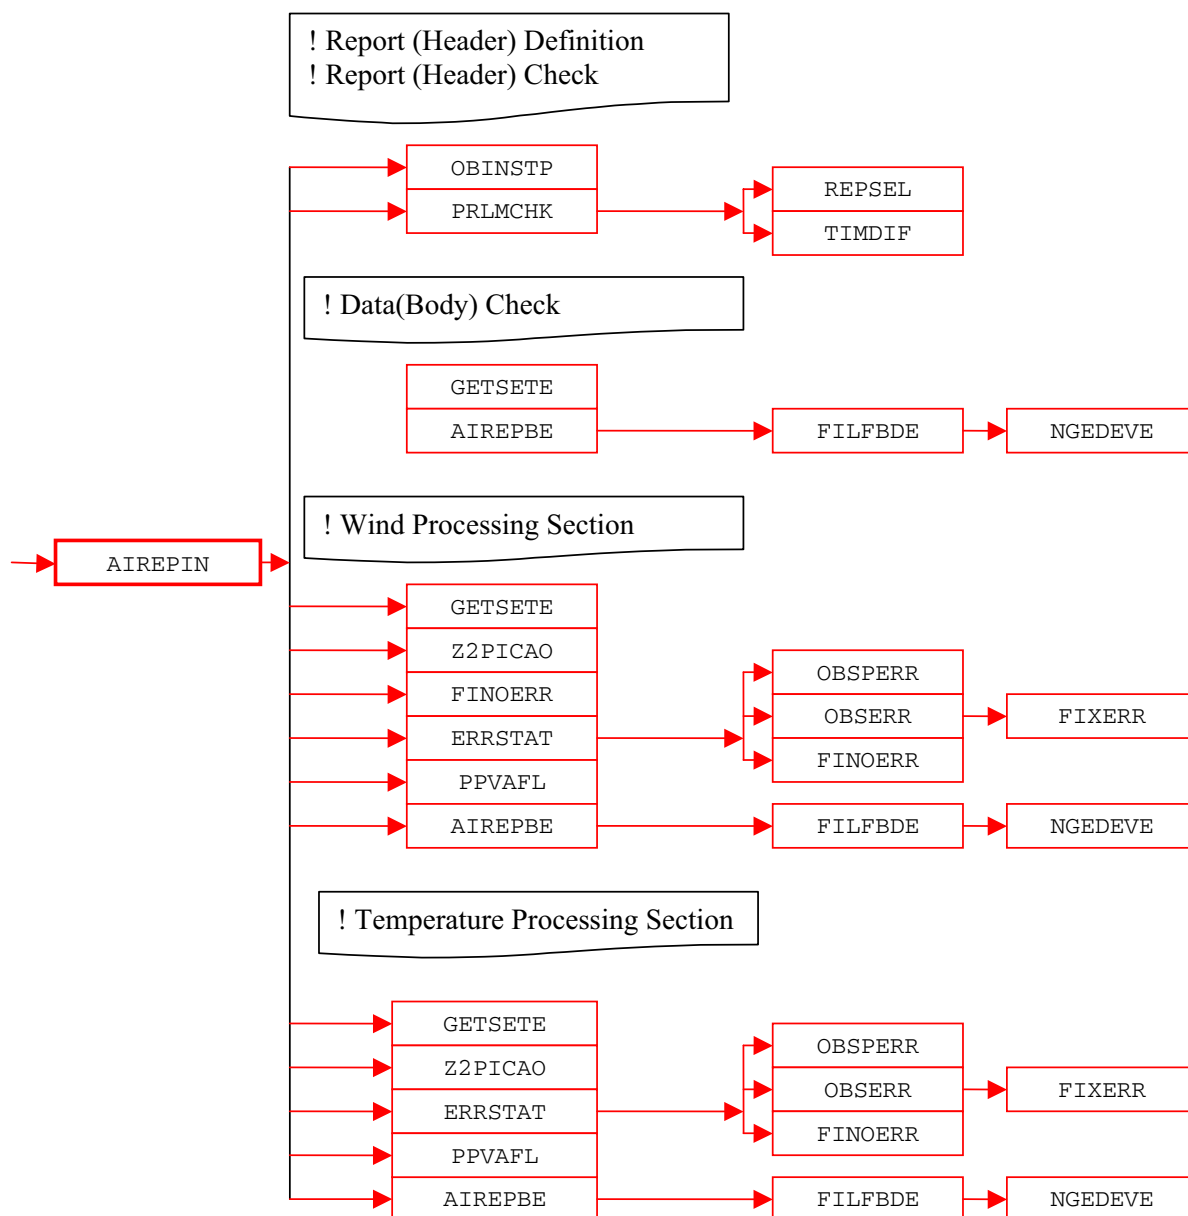 ! Report (Header) Definition
! Report (Header) Check
OBINSTP
REPSEL
PRLMCHK
TIMDIF
! Data(Body) Check
GETSETE
AIREPBE
FILFBDE
NGEDEVE
! Wind Processing Section
AIREPIN
GETSETE
Z2PICAO
OBSPERR
FINOERR
OBSERR
FIXERR
ERRSTAT
FINOERR
PPVAFL
AIREPBE
FILFBDE
NGEDEVE
! Temperature Processing Section
GETSETE
OBSPERR
Z2PICAO
OBSERR
FIXERR
ERRSTAT
FINOERR
PPVAFL
AIREPBE
FILFBDE
NGEDEVE